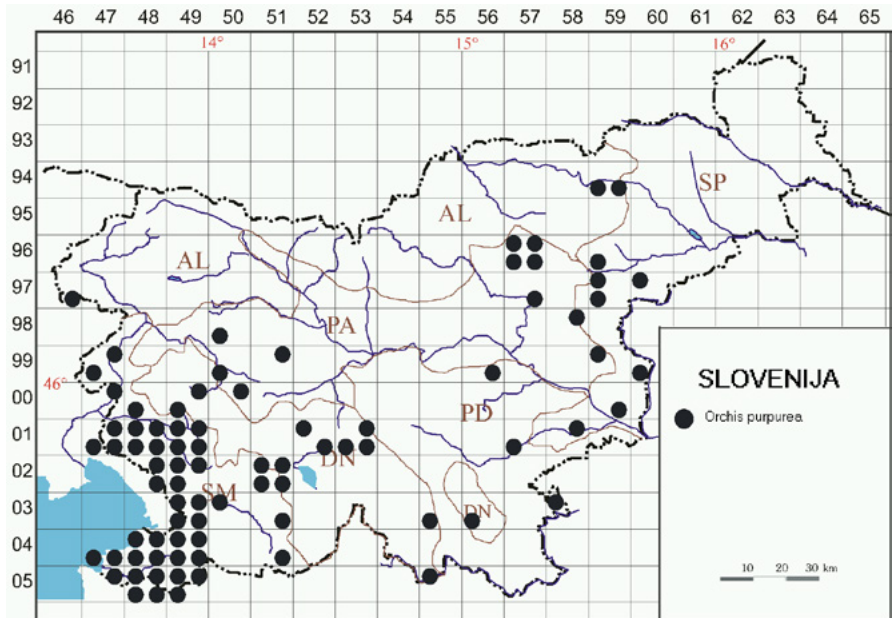 46 47 48 49 50 51 52 53 54 55 56 57 58 59 60 61 62 63 64 65
14° 15° 16°
91
92
93
94
SP
95
AL
96
AL
97
98
PA
99
46°
SLOVENIJA
00
Orchis purpurea
PD
01
DN
02
SM
03
DN
04
05
10 20 30 km